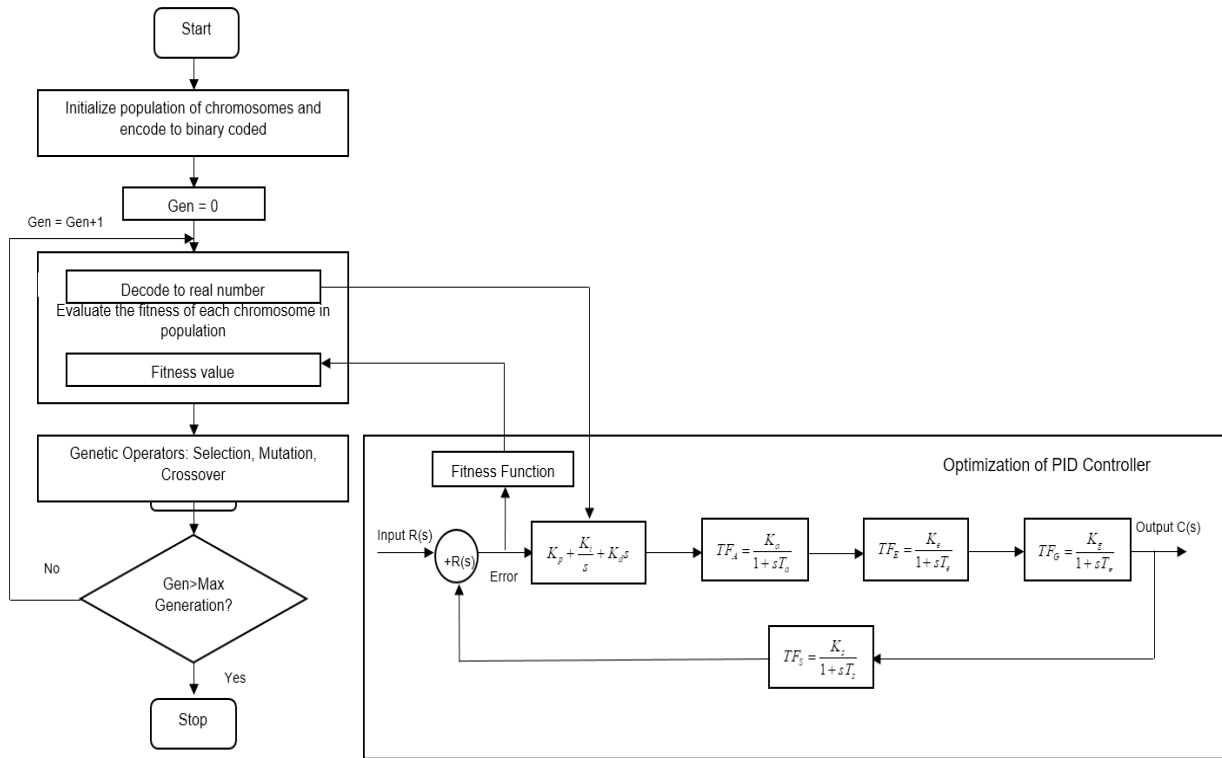 Start
Initialize population of chromosomes and
encode to binary coded
Gen = 0
Gen = Gen+1
Decode to real number
Evaluate the fitness of each chromosome in
population
Fitness value
Genetic Operators: Selection, Mutation,
Crossover
No
Gen>Max
Generation?
Yes
Stop
Optimization of PID Controller
Fitness Function
Input R(s)
+R(s)
Error
K_p + K_i/s + K_d s
TF_A = K_a/(1+sT_a)
TF_E = K_e/(1+sT_e)
TF_G = K_g/(1+sT_e)
Output C(s)
TF_S = K_s/(1+sT_s)